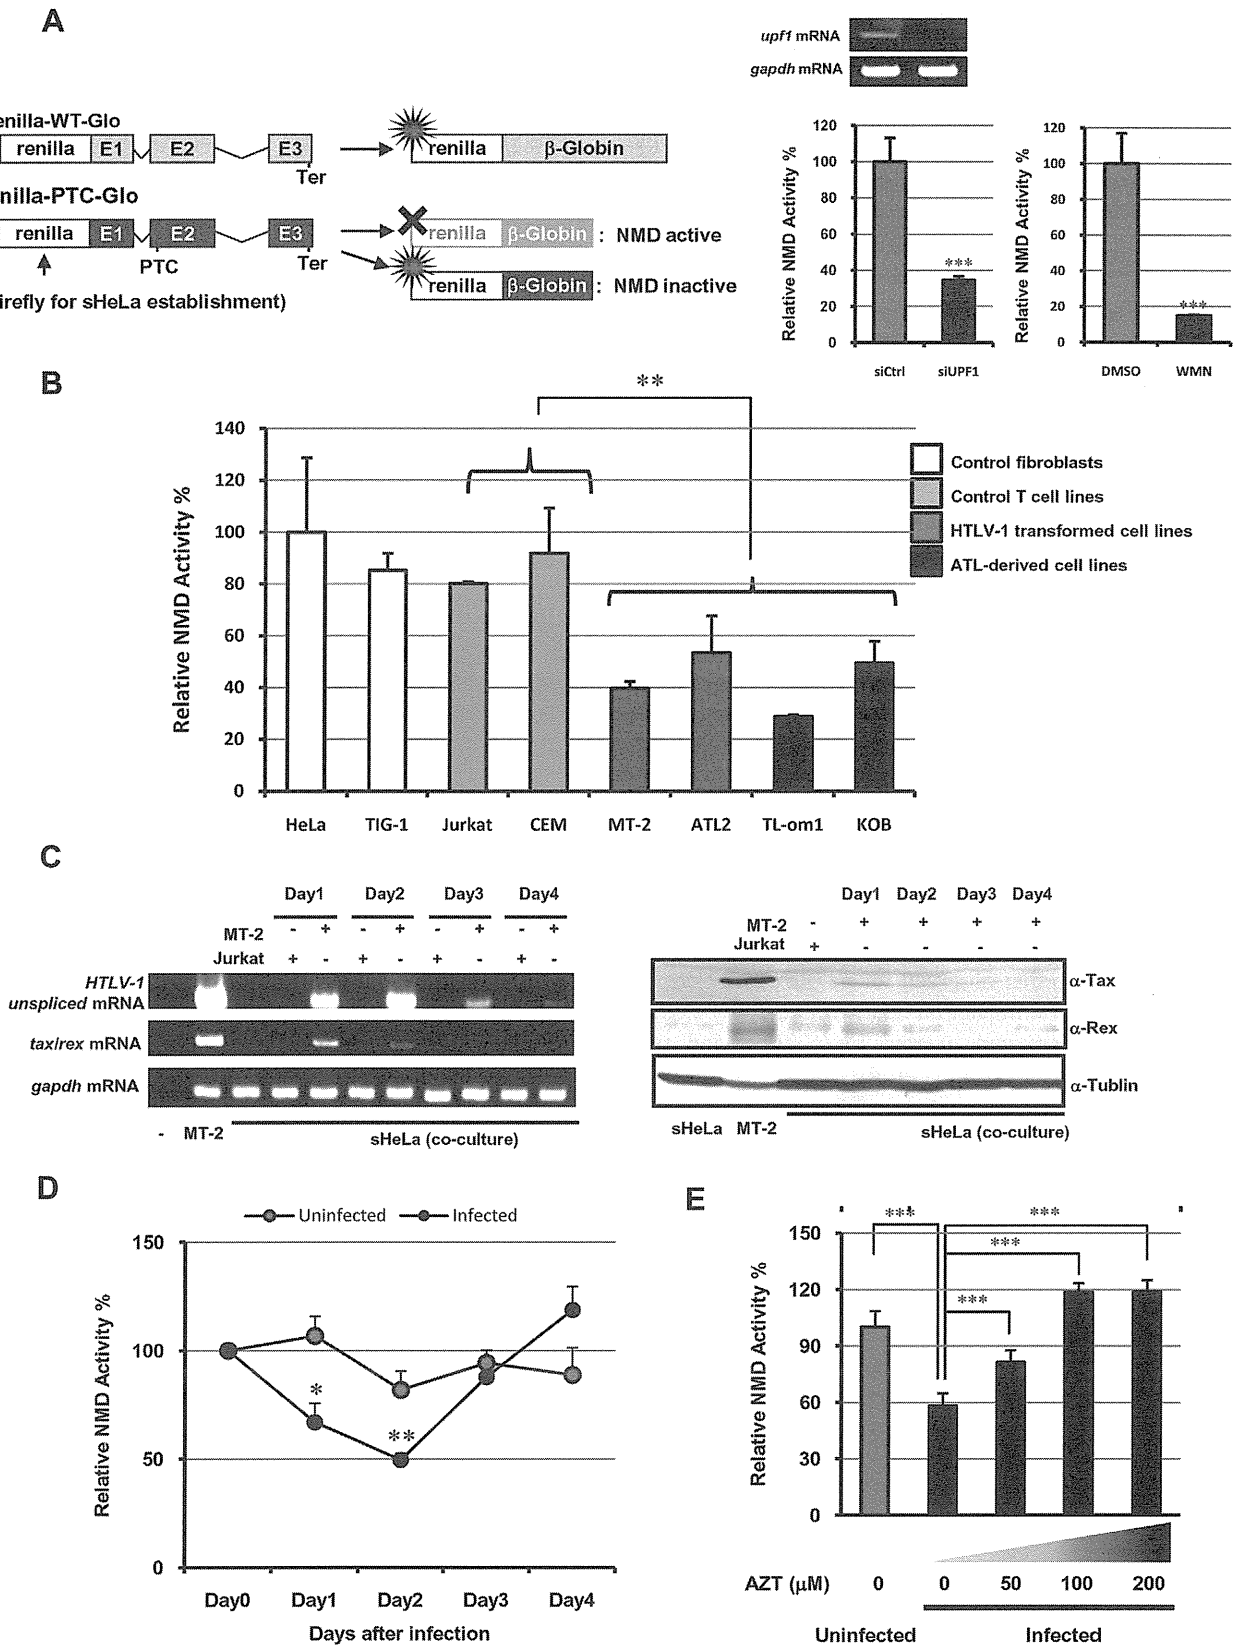 A
upf1 mRNA
gapdh mRNA
enilla-WT-Glo
renilla E1 E2 E3
Ter
renilla β-Globin
nilla-PTC-Glo
renilla E1 E2 E3
PTC Ter
renilla β-Globin : NMD active
renilla β-Globin : NMD inactive
irefly for sHeLa establishment)
Relative NMD Activity %
120
100
80
60
40
20
0
***
siCtrl siUPF1
Relative NMD Activity %
120
100
80
60
40
20
0
***
DMSO WMN
B
**
Relative NMD Activity %
140
120
100
80
60
40
20
0
HeLa TIG-1 Jurkat CEM MT-2 ATL2 TL-om1 KOB
Control fibroblasts
Control T cell lines
HTLV-1 transformed cell lines
ATL-derived cell lines
C
Day1 Day2 Day3 Day4
MT-2 - + - + - + - +
Jurkat + - + - + - + -
HTLV-1
unspliced mRNA
tax/rex mRNA
gapdh mRNA
- MT-2 sHeLa (co-culture)
Day1 Day2 Day3 Day4
MT-2 - + + + +
Jurkat + - - - -
α-Tax
α-Rex
α-Tublin
sHeLa MT-2 sHeLa (co-culture)
D
Uninfected Infected
Relative NMD Activity %
150
100
50
0
*
**
Day0 Day1 Day2 Day3 Day4
Days after infection
E
Relative NMD Activity %
150
120
90
60
30
0
*** ***
***
***
AZT (μM) 0 0 50 100 200
Uninfected Infected